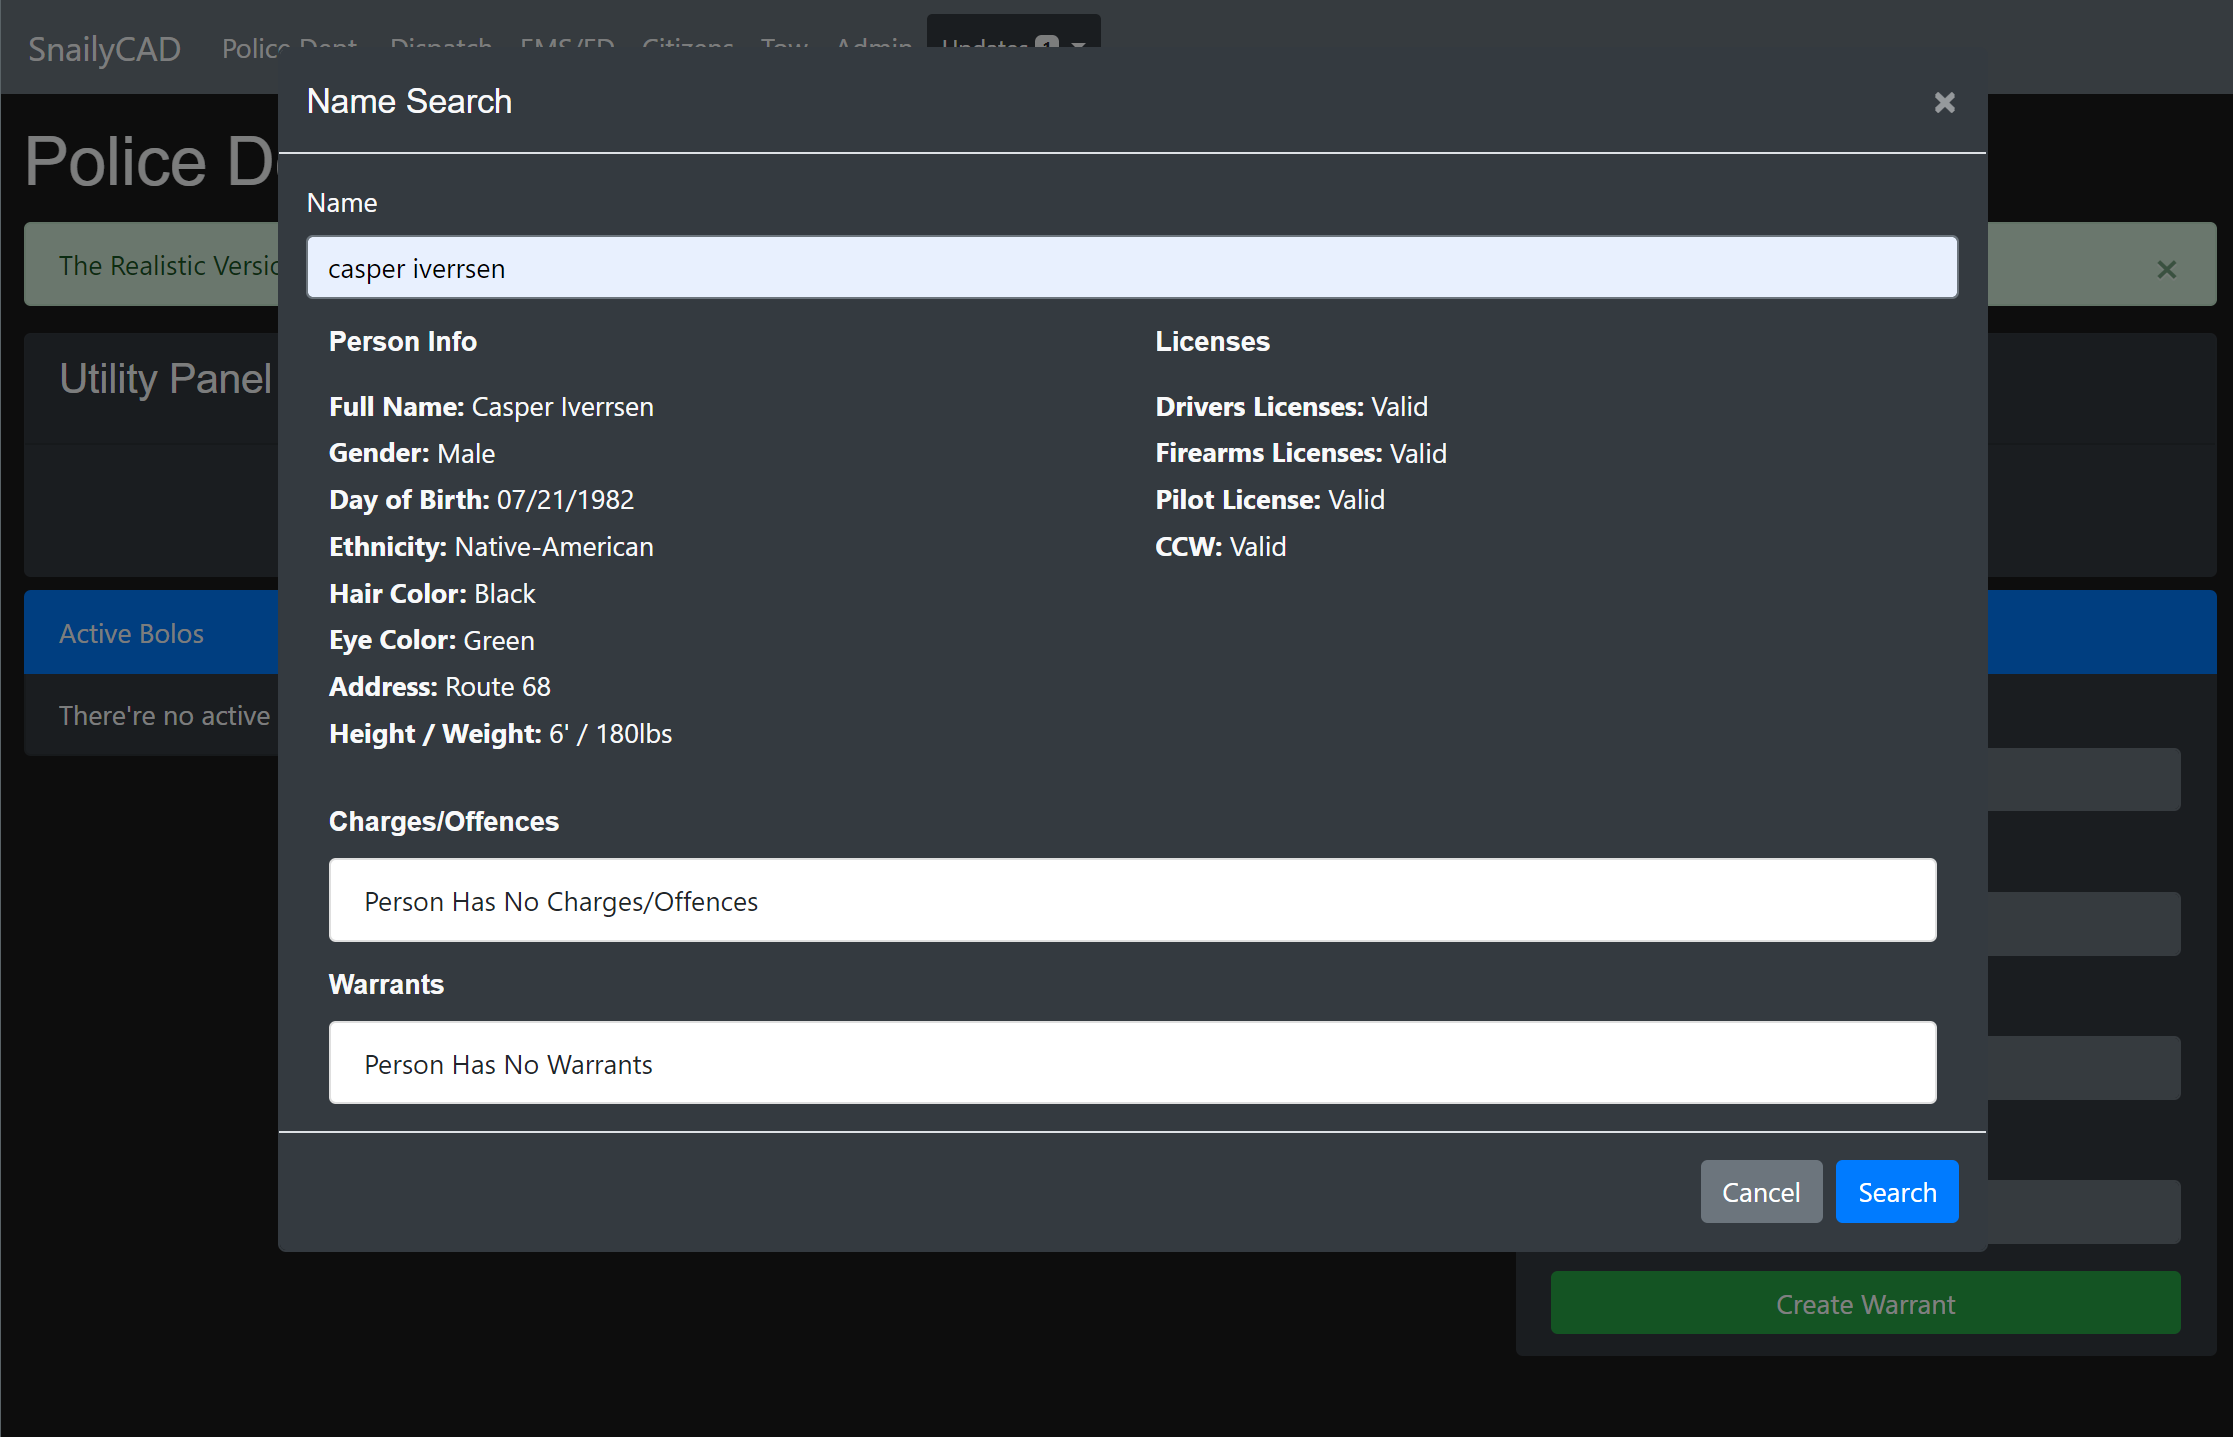 SnailyCAD Police Dept Dispatch EMS/FD Citizens Tow Admin Updates 1
Name Search
Police D
Name
The Realistic Versio
casper iverrsen
Person Info
Licenses
Utility Panel
Full Name: Casper Iverrsen
Drivers Licenses: Valid
Gender: Male
Firearms Licenses: Valid
Day of Birth: 07/21/1982
Pilot License: Valid
Ethnicity: Native-American
CCW: Valid
Hair Color: Black
Active Bolos
Eye Color: Green
Address: Route 68
There're no active
Height / Weight: 6' / 180lbs
Charges/Offences
Person Has No Charges/Offences
Warrants
Person Has No Warrants
Cancel
Search
Create Warrant